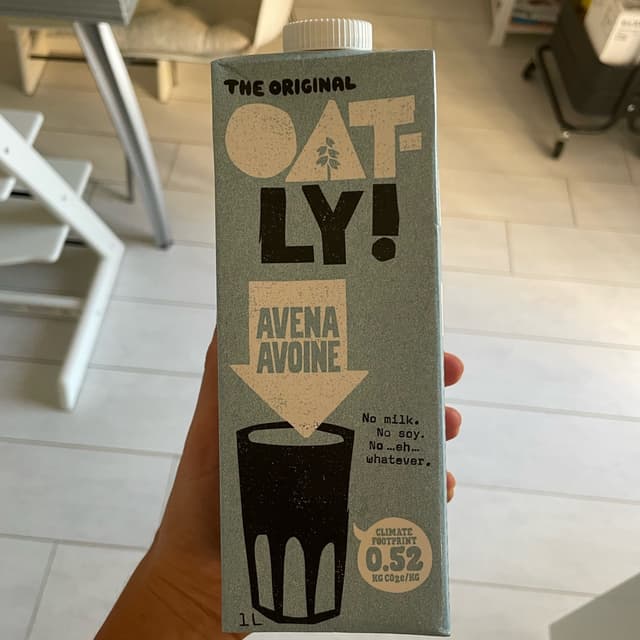 THE ORIGINAL
OAT-
LY!
AVENA
AVOINE
No milk.
No soy.
No...eh...
whatever.
CLIMATE
FOOTPRINT
0.52
KG CO2e/KG
1L